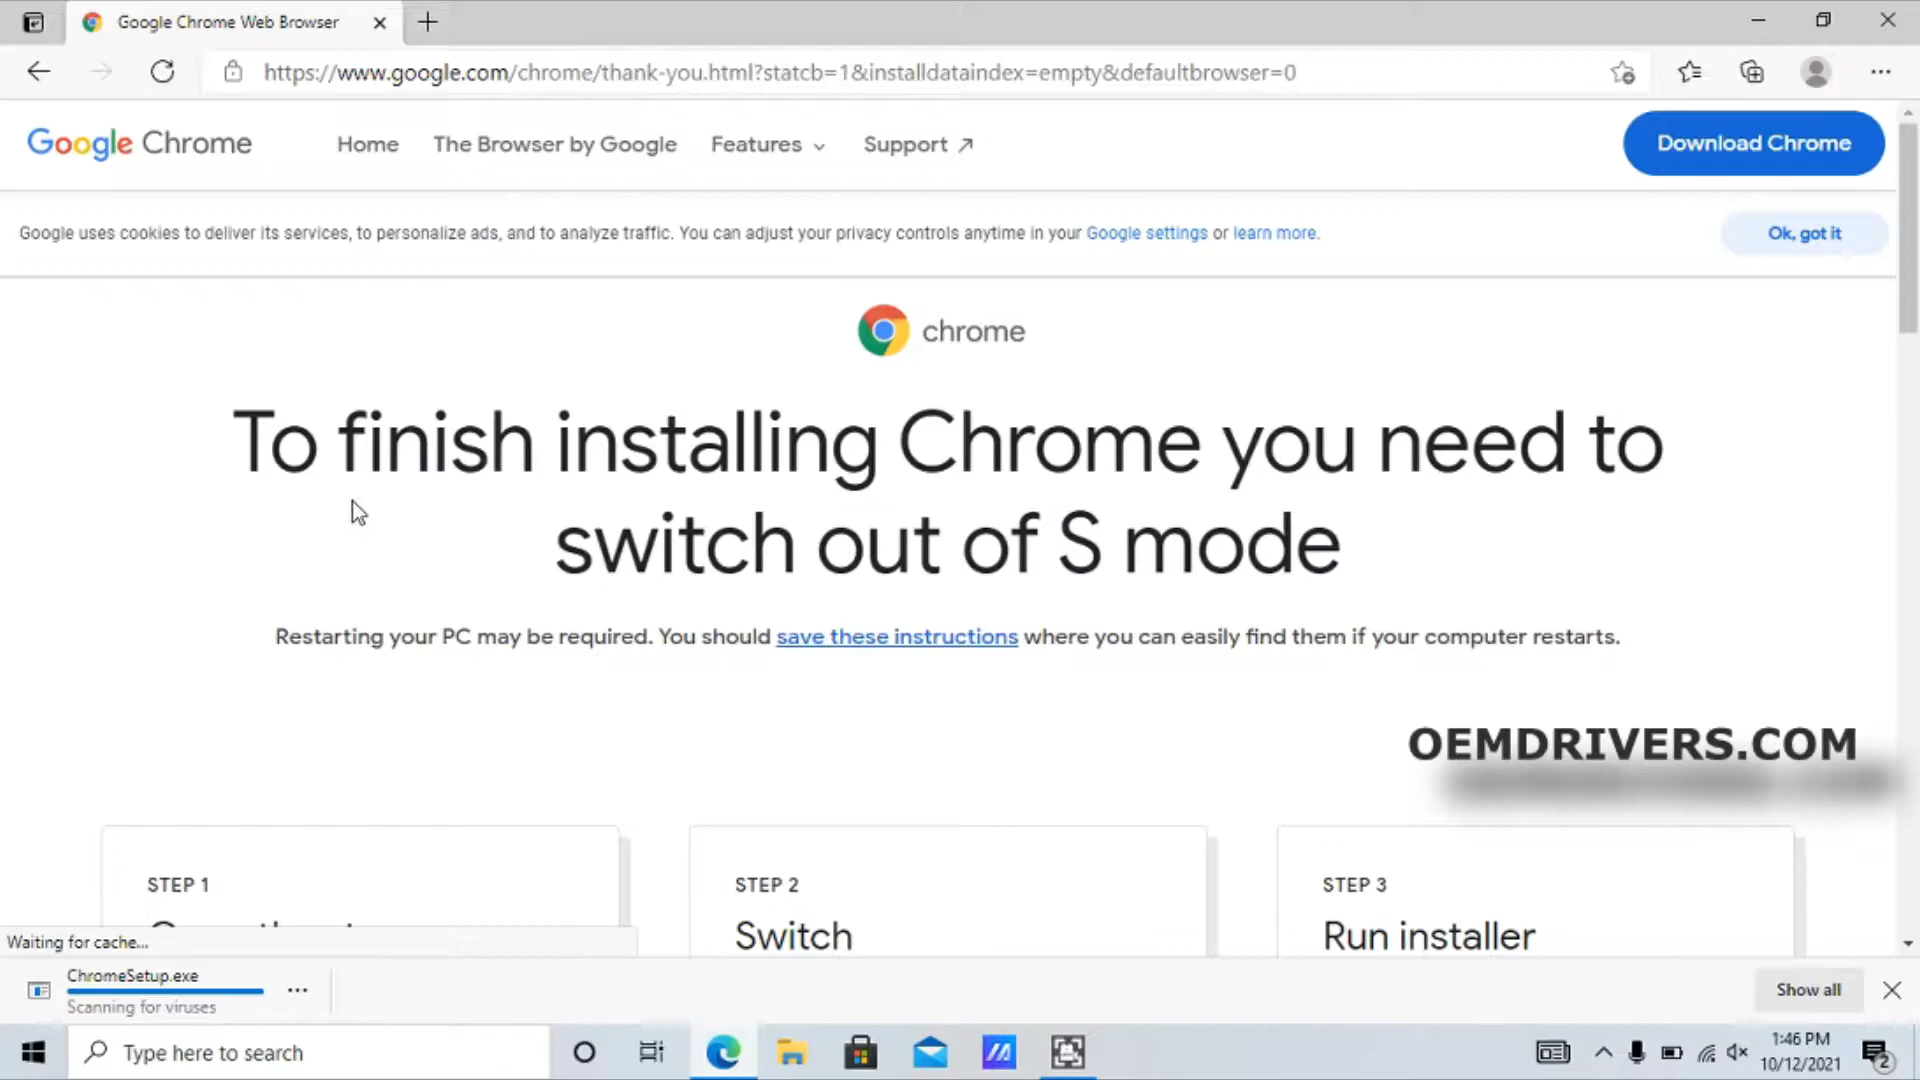 Google Chrome Web Browser
https://www.google.com/chrome/thank-you.html?statcb=1&installdataindex=empty&defaultbrowser=0
Google Chrome
Home
The Browser by Google
Features
Support
Download Chrome
Google uses cookies to deliver its services, to personalize ads, and to analyze traffic. You can adjust your privacy controls anytime in your Google settings or learn more.
Ok, got it
chrome
To finish installing Chrome you need to
switch out of S mode
Restarting your PC may be required. You should save these instructions where you can easily find them if your computer restarts.
OEMDRIVERS.COM
STEP 1
STEP 2
Switch
STEP 3
Run installer
Waiting for cache...
ChromeSetup.exe
Scanning for viruses
Show all
Type here to search
1:46 PM
10/12/2021
2